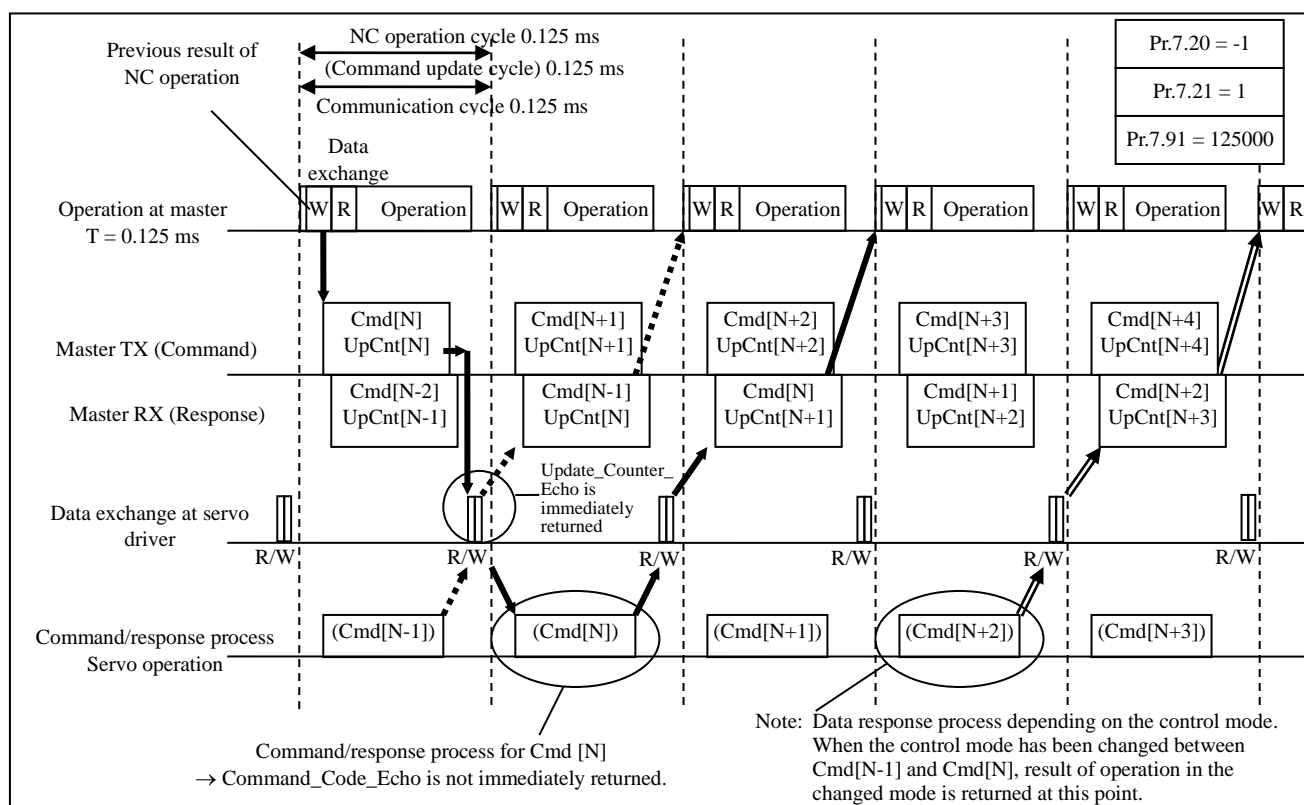 NC operation cycle 0.125 ms
(Command update cycle) 0.125 ms
Communication cycle 0.125 ms
Previous result of
NC operation
Pr.7.20 = -1
Pr.7.21 = 1
Pr.7.91 = 125000
Data
exchange
Operation at master
T = 0.125 ms
W R Operation W R Operation W R Operation W R Operation W R Operation W R
Master TX (Command)
Cmd[N]
UpCnt[N]
Cmd[N+1]
UpCnt[N+1]
Cmd[N+2]
UpCnt[N+2]
Cmd[N+3]
UpCnt[N+3]
Cmd[N+4]
UpCnt[N+4]
Master RX (Response)
Cmd[N-2]
UpCnt[N-1]
Cmd[N-1]
UpCnt[N]
Cmd[N]
UpCnt[N+1]
Cmd[N+1]
UpCnt[N+2]
Cmd[N+2]
UpCnt[N+3]
Update_Counter_
Echo is
immediately
returned
Data exchange at servo
driver
R/W R/W R/W R/W R/W R/W
Command/response process
Servo operation
(Cmd[N-1]) (Cmd[N]) (Cmd[N+1]) (Cmd[N+2]) (Cmd[N+3])
Command/response process for Cmd [N]
→ Command_Code_Echo is not immediately returned.
Note: Data response process depending on the control mode.
When the control mode has been changed between
Cmd[N-1] and Cmd[N], result of operation in the
changed mode is returned at this point.